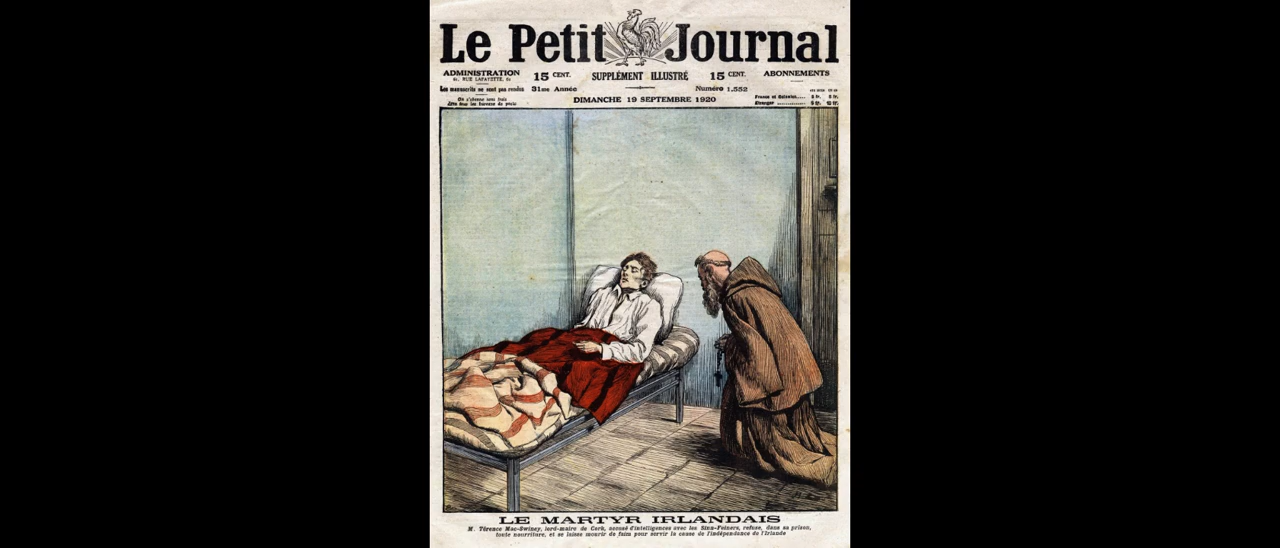 Le Petit Journal
ADMINISTRATION
61, RUE LAFAYETTE, 61
15 CENT.
SUPPLÉMENT ILLUSTRÉ
15 CENT.
ABONNEMENTS
Les manuscrits ne sont pas rendus
31me Année
Numéro 1,552
On s'abonne sans frais
dans tous les bureaux de poste
DIMANCHE 19 SEPTEMBRE 1920
France et Colonies
Étranger
LE MARTYR IRLANDAIS
M. Térence Mac-Swiney, lord-maire de Cork, accusé d'intelligences avec les Sinn-Feiners, refuse, dans sa prison,
toute nourriture, et se laisse mourir de faim pour servir la cause de l'indépendance de l'Irlande